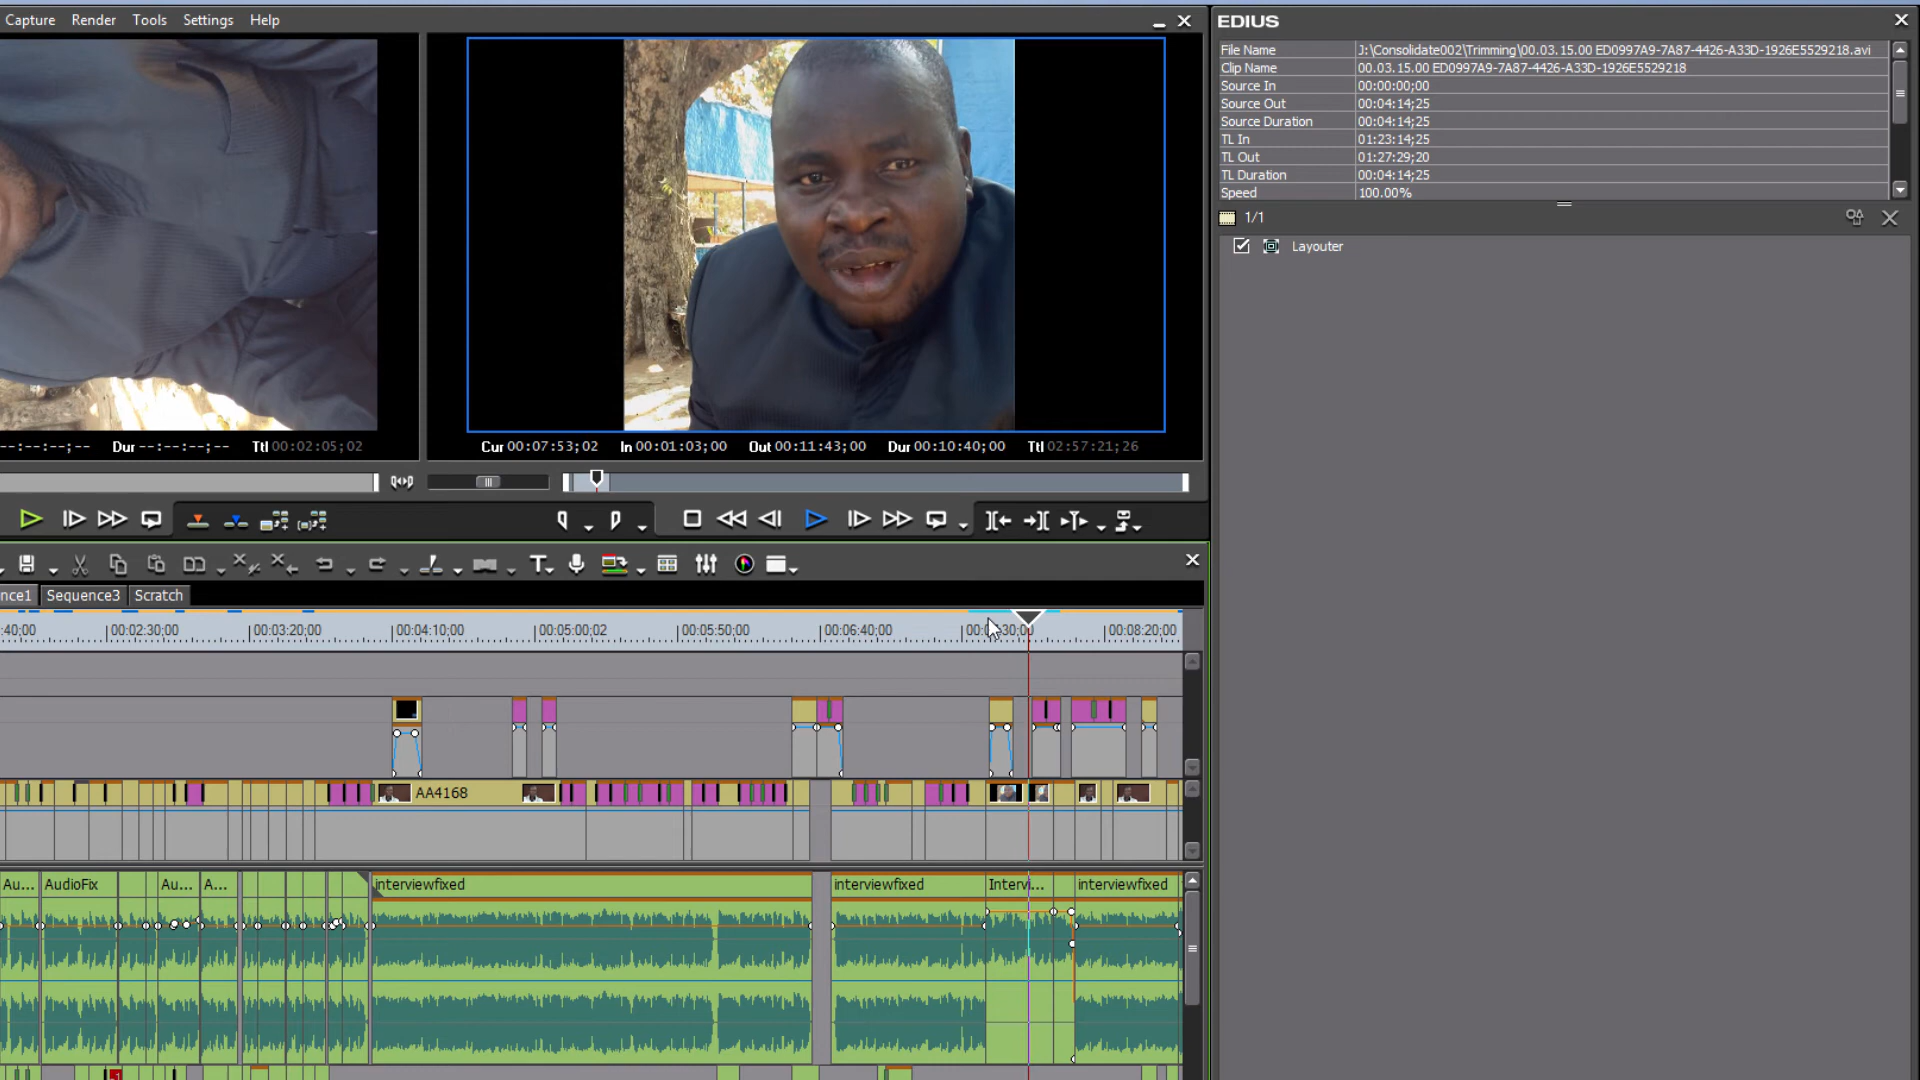 Capture Render Tools Settings Help
EDIUS
File Name J:\Consolidate002\Trimming\00.03.15.00 ED0997A9-7A87-4426-A33D-1926E5529218.avi
Clip Name 00.03.15.00 ED0997A9-7A87-4426-A33D-1926E5529218
Source In 00:00:00;00
Source Out 00:04:14;25
Source Duration 00:04:14;25
TL In 01:23:14;25
TL Out 01:27:29;20
TL Duration 00:04:14;25
Speed 100.00%
1/1
Layouter
--:--:--;-- Dur --:--:--;-- Ttl 00:02:05;02
Cur 00:07:53;02 In 00:01:03;00 Out 00:11:43;00 Dur 00:10:40;00 Ttl 02:57:21;26
nce1 Sequence3 Scratch
:40;00 00:02:30;00 00:03:20;00 00:04:10;00 00:05:00;02 00:05:50;00 00:06:40;00 00:08:20;00
AA4168
Au... AudioFix Au... A... interviewfixed interviewfixed Intervi... interviewfixed